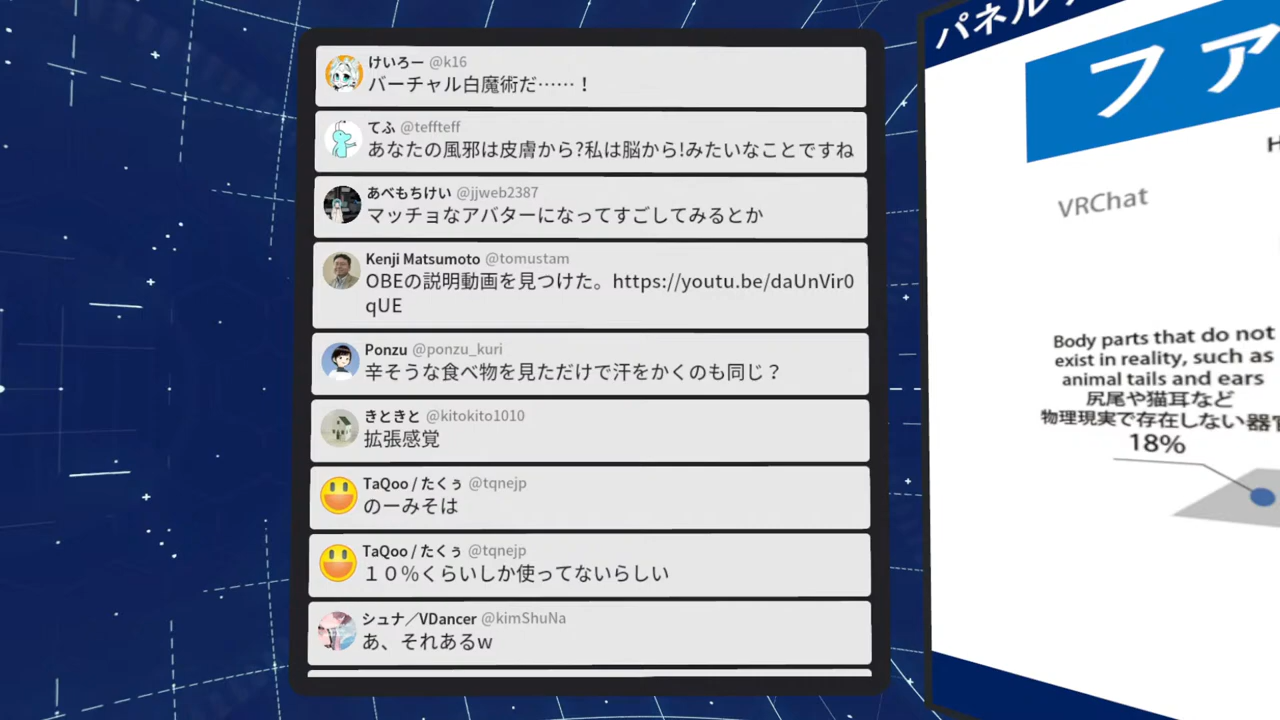 けいろー @k16
バーチャル白魔術だ……！
てふ @teffteff
あなたの風邪は皮膚から?私は脳から!みたいなことですね
あべもちけい @jjweb2387
マッチョなアバターになってすごしてみるとか
Kenji Matsumoto @tomustam
OBEの説明動画を見つけた。https://youtu.be/daUnVir0
qUE
Ponzu @ponzu_kuri
辛そうな食べ物を見ただけで汗をかくのも同じ？
きときと @kitokito1010
拡張感覚
TaQoo / たくぅ @tqnejp
のーみそは
TaQoo / たくぅ @tqnejp
１０％くらいしか使ってないらしい
シュナ／VDancer @kimShuNa
あ、それあるw
パネル
ファ
H
VRChat
Body parts that do not
exist in reality, such as
animal tails and ears
尻尾や猫耳など
物理現実で存在しない器官
18%